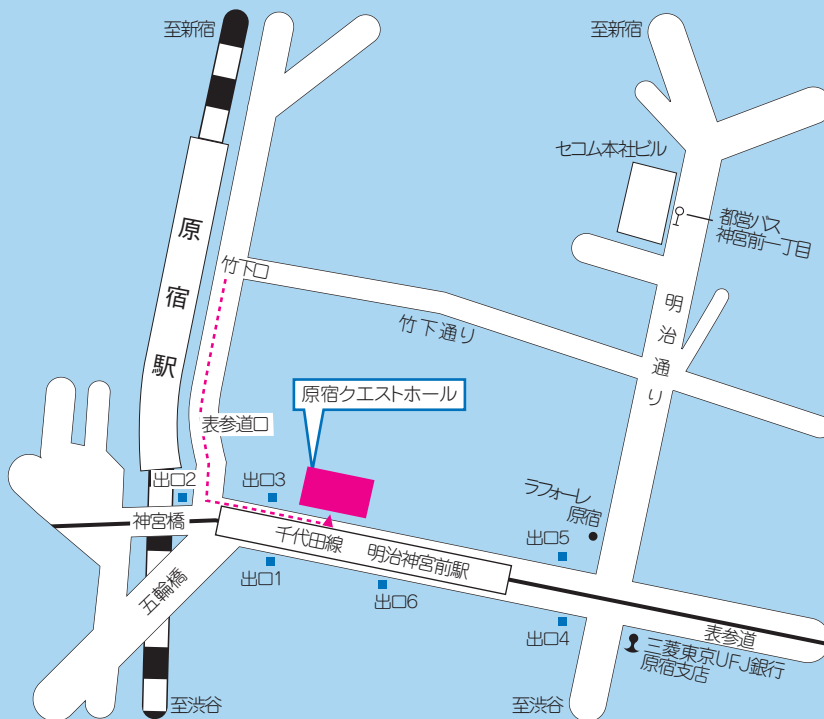 至新宿
至新宿
セコム本社ビル
都営バス
神宮前一丁目
原宿駅
竹下口
竹下通り
明治通り
原宿クエストホール
表参道口
出口2
出口3
ラフォーレ
原宿
神宮橋
千代田線 明治神宮前駅
出口5
出口1
五輪橋
出口6
出口4
表参道
三菱東京UFJ銀行
原宿支店
至渋谷
至渋谷